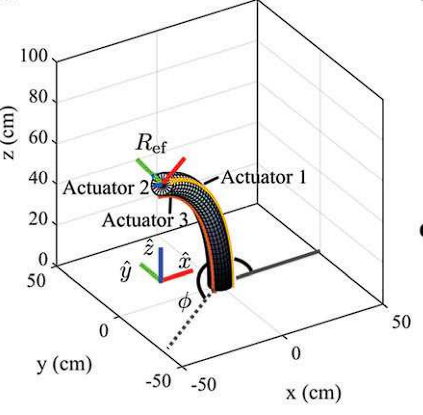 100
80
60
40
20
0
z (cm)
R_ef
Actuator 1
Actuator 2
Actuator 3
ẑ
ŷ
x̂
ϕ
50
0
-50
y (cm)
-50
0
50
x (cm)